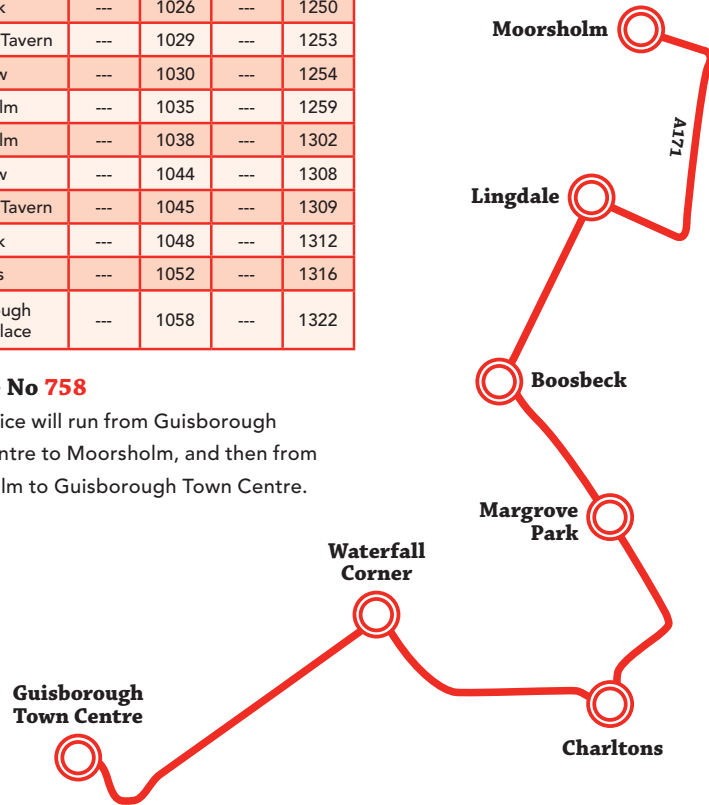 k --- 1026 --- 1250
Tavern --- 1029 --- 1253
w --- 1030 --- 1254
lm --- 1035 --- 1259
lm --- 1038 --- 1302
w --- 1044 --- 1308
Tavern --- 1045 --- 1309
k --- 1048 --- 1312
s --- 1052 --- 1316
ugh
lace --- 1058 --- 1322
No 758
ice will run from Guisborough
ntre to Moorsholm, and then from
lm to Guisborough Town Centre.
Moorsholm
A171
Lingdale
Boosbeck
Margrove
Park
Waterfall
Corner
Guisborough
Town Centre
Charltons